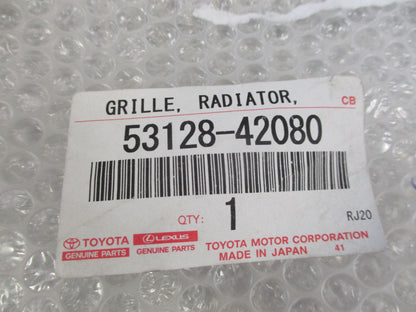 GRILLE, RADIATOR,
CB
53128-42080
QTY: 1
RJ20
TOYOTA
GENUINE PARTS
LEXUS
GENUINE PARTS
TOYOTA MOTOR CORPORATION
MADE IN JAPAN 41